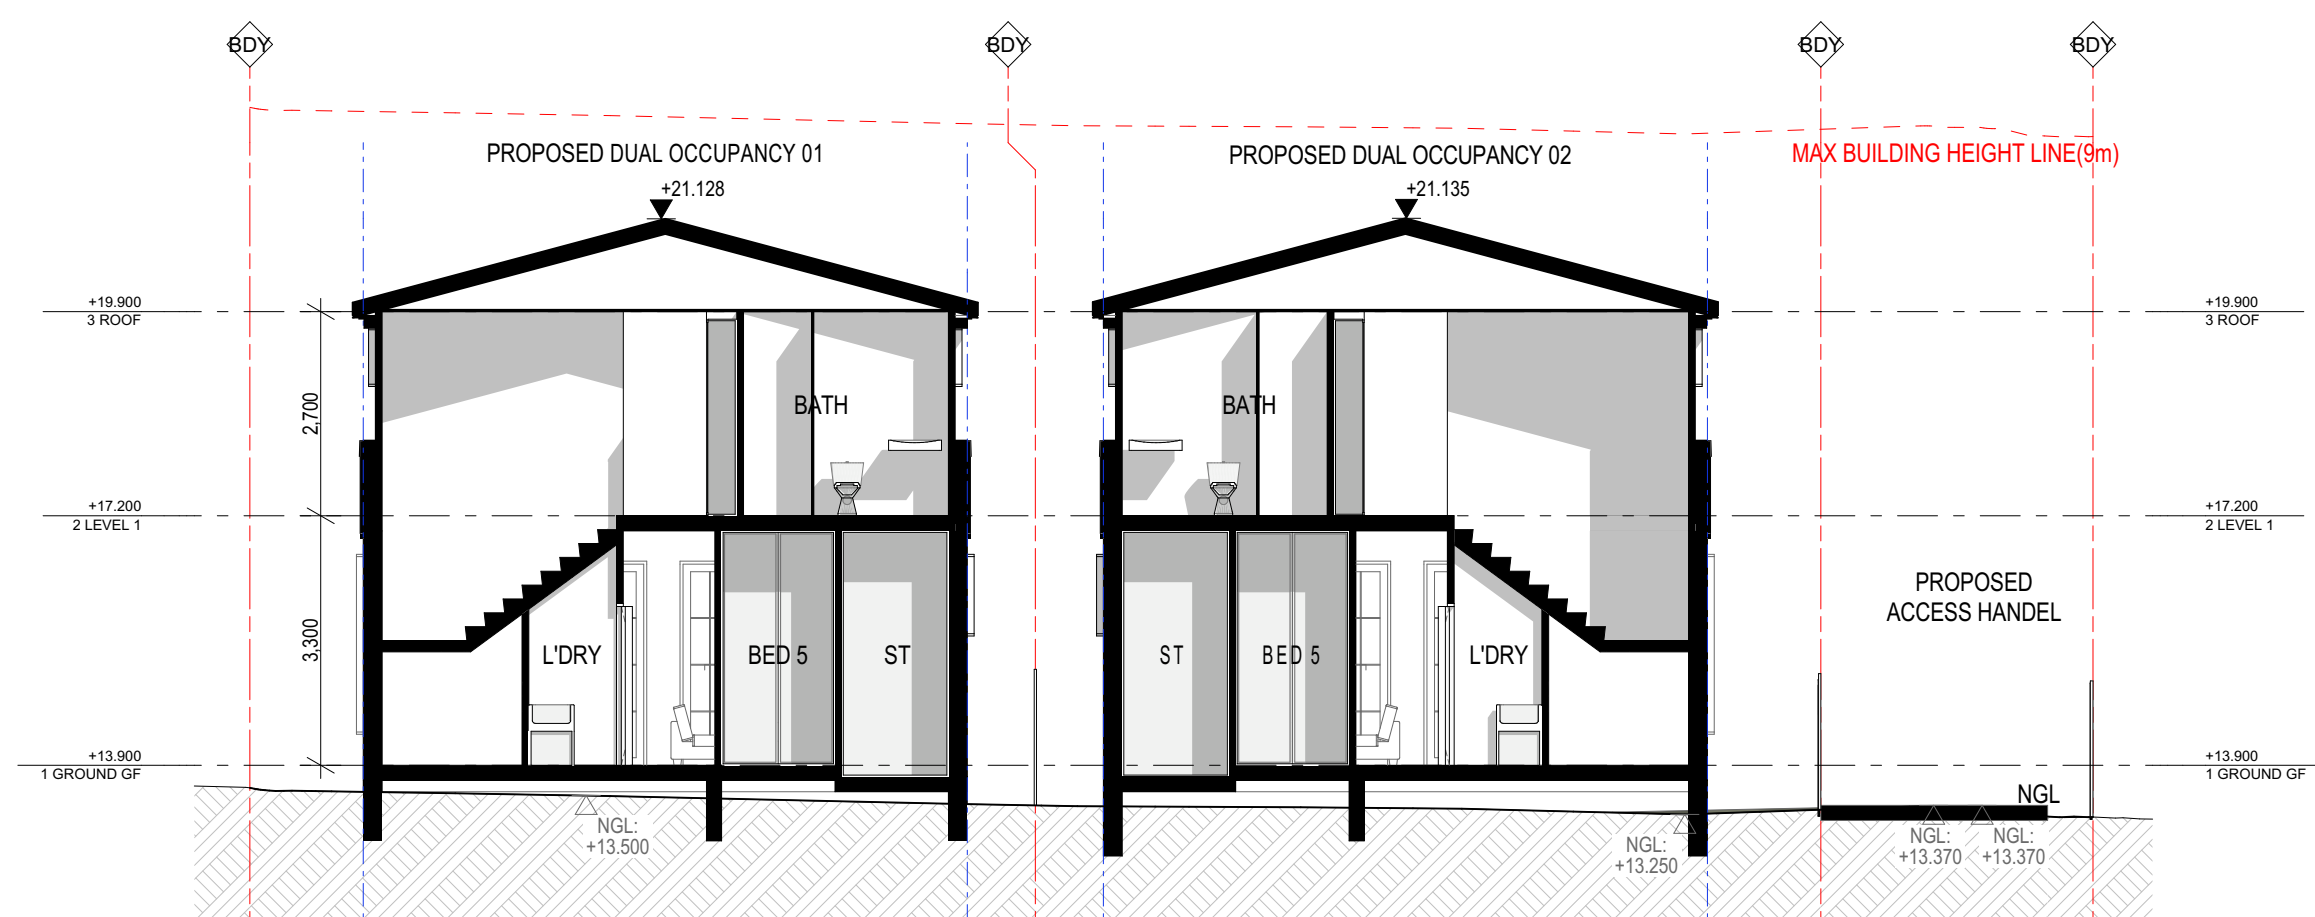 BDY BDY BDY BDY
PROPOSED DUAL OCCUPANCY 01
PROPOSED DUAL OCCUPANCY 02
MAX BUILDING HEIGHT LINE(9m)
+21.128
+21.135
+19.900
3 ROOF
+19.900
3 ROOF
2,700
BATH
BATH
+17.200
2 LEVEL 1
+17.200
2 LEVEL 1
PROPOSED
ACCESS HANDEL
3,300
L'DRY
BED 5
ST
ST
BED 5
L'DRY
+13.900
1 GROUND GF
+13.900
1 GROUND GF
NGL
NGL:
+13.500
NGL:
+13.250
NGL:
+13.370
NGL:
+13.370